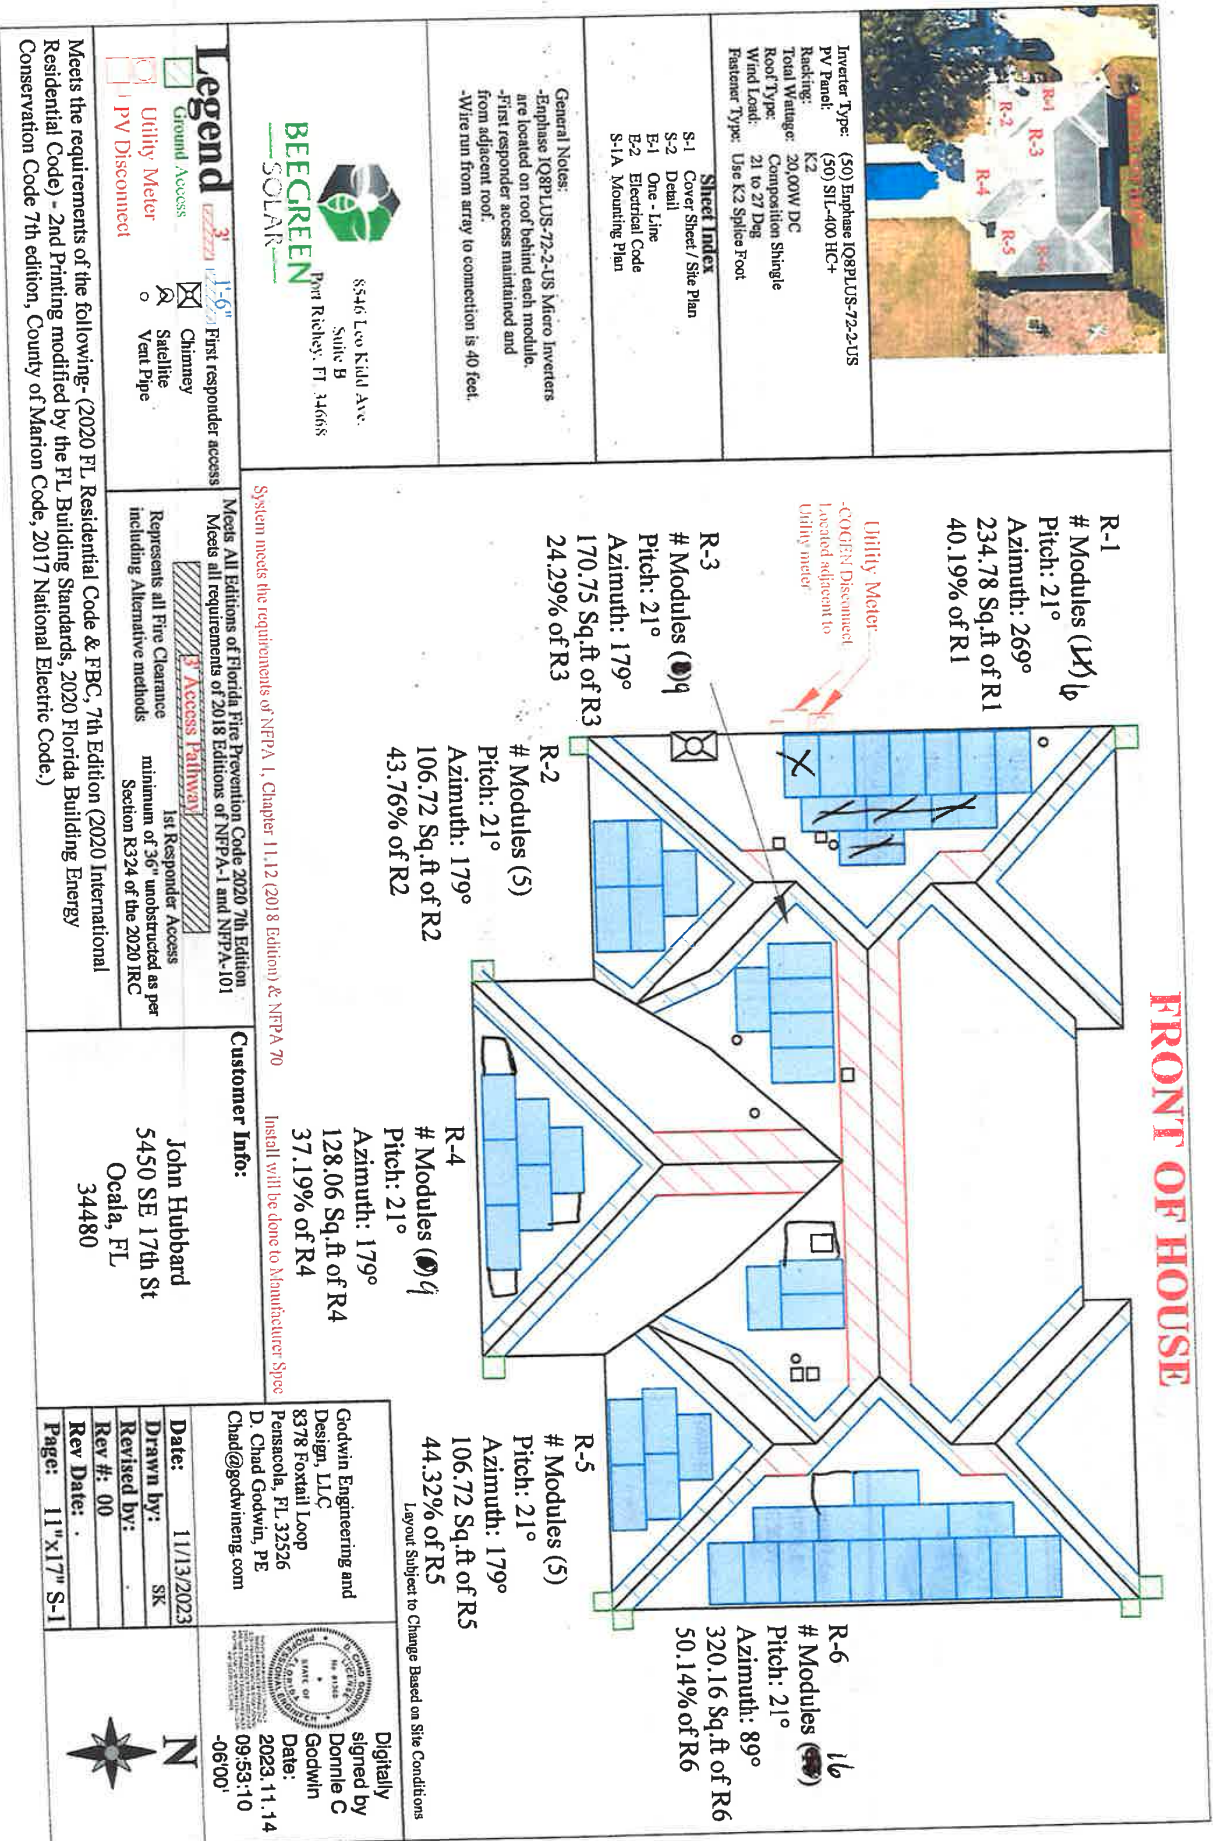 FRONT OF HOUSE
R-1
R-2
R-3
R-4
R-5
Inverter Type: (50) Enphase IQ8PLUS-72-2-US
PV Panel: (50) SIL-400 HC+
Racking: K2
Total Wattage: 20,00W DC
Roof Type: Composition Shingle
Wind Load: 21 to 27 Deg
Fastener Type: Use K2 Splice Foot
Sheet Index
S-1 Cover Sheet / Site Plan
S-2 Detail
E-1 One - Line
E-2 Electrical Code
S-1A Mounting Plan
General Notes:
-Enphase IQ8PLUS-72-2-US Micro Inverters
are located on roof behind each module.
-First responder access maintained and
from adjacent roof.
-Wire run from array to connection is 40 feet.
BEEGREEN
SOLAR
8546 Leo Kidd Ave.
Suite B
Port Richey, FL 34668
R-1
# Modules ( ) 6
Pitch: 21°
Azimuth: 269°
234.78 Sq.ft of R1
40.19% of R1
Utility Meter
-COGEN Disconnect
Located adjacent to
Utility meter
R-3
# Modules ( ) 9
Pitch: 21°
Azimuth: 179°
170.75 Sq.ft of R3
24.29% of R3
R-2
# Modules (5)
Pitch: 21°
Azimuth: 179°
106.72 Sq.ft of R2
43.76% of R2
R-4
# Modules ( ) 9
Pitch: 21°
Azimuth: 179°
128.06 Sq.ft of R4
37.19% of R4
R-5
# Modules (5)
Pitch: 21°
Azimuth: 179°
106.72 Sq.ft of R5
44.32% of R5
R-6
# Modules ( ) 16
Pitch: 21°
Azimuth: 89°
320.16 Sq.ft of R6
50.14% of R6
Layout Subject to Change Based on Site Conditions
System meets the requirements of NFPA 1, Chapter 11.12 (2018 Edition) & NFPA 70
Install will be done to Manufacturer Spec
Legend
3'
1'-6"
First responder access
Ground Access
Chimney
Utility Meter
Satellite
PV Disconnect
Vent Pipe
Meets All Editions of Florida Fire Prevention Code 2020 7th Edition
Meets all requirements of 2018 Editions of NFPA-1 and NFPA-101
3' Access Pathway
Represents all Fire Clearance
including Alternative methods
1st Responder Access
minimum of 36" unobstructed as per
Section R324 of the 2020 IRC
Meets the requirements of the following- (2020 FL Residential Code & FBC, 7th Edition (2020 International
Residential Code) - 2nd Printing modified by the FL Building Standards, 2020 Florida Building Energy
Conservation Code 7th edition, County of Marion Code, 2017 National Electric Code.)
Customer Info:
John Hubbard
5450 SE 17th St
Ocala, FL
34480
Godwin Engineering and
Design, LLC
8378 Foxtail Loop
Pensacola, FL 32526
D. Chad Godwin, PE
Chad@godwineng.com
Date: 11/13/2023
Drawn by: SK
Revised by: .
Rev #: 00
Rev Date: .
Page: 11"x17" S-1
STATE OF
FLORIDA
PROFESSIONAL ENGINEER
Digitally
signed by
Donnie C
Godwin
Date:
2023.11.14
09:53:10
-06'00'
N